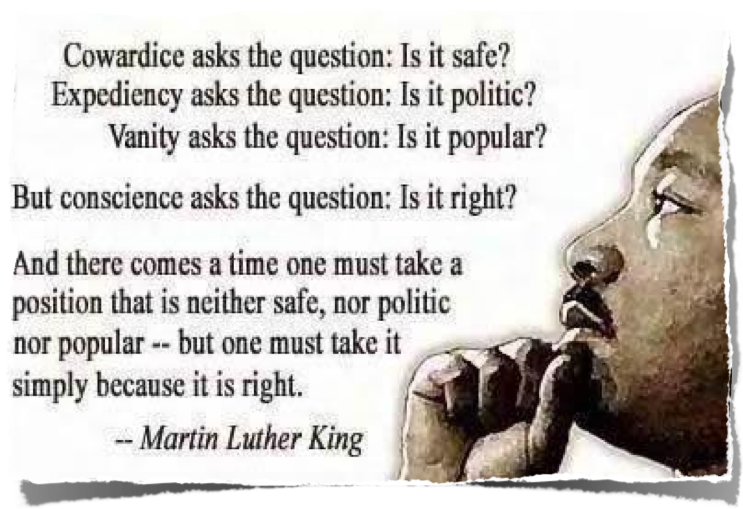 Cowardice asks the question: Is it safe?
Expediency asks the question: Is it politic?
Vanity asks the question: Is it popular?
But conscience asks the question: Is it right?
And there comes a time one must take a
position that is neither safe, nor politic
nor popular -- but one must take it
simply because it is right.
-- Martin Luther King